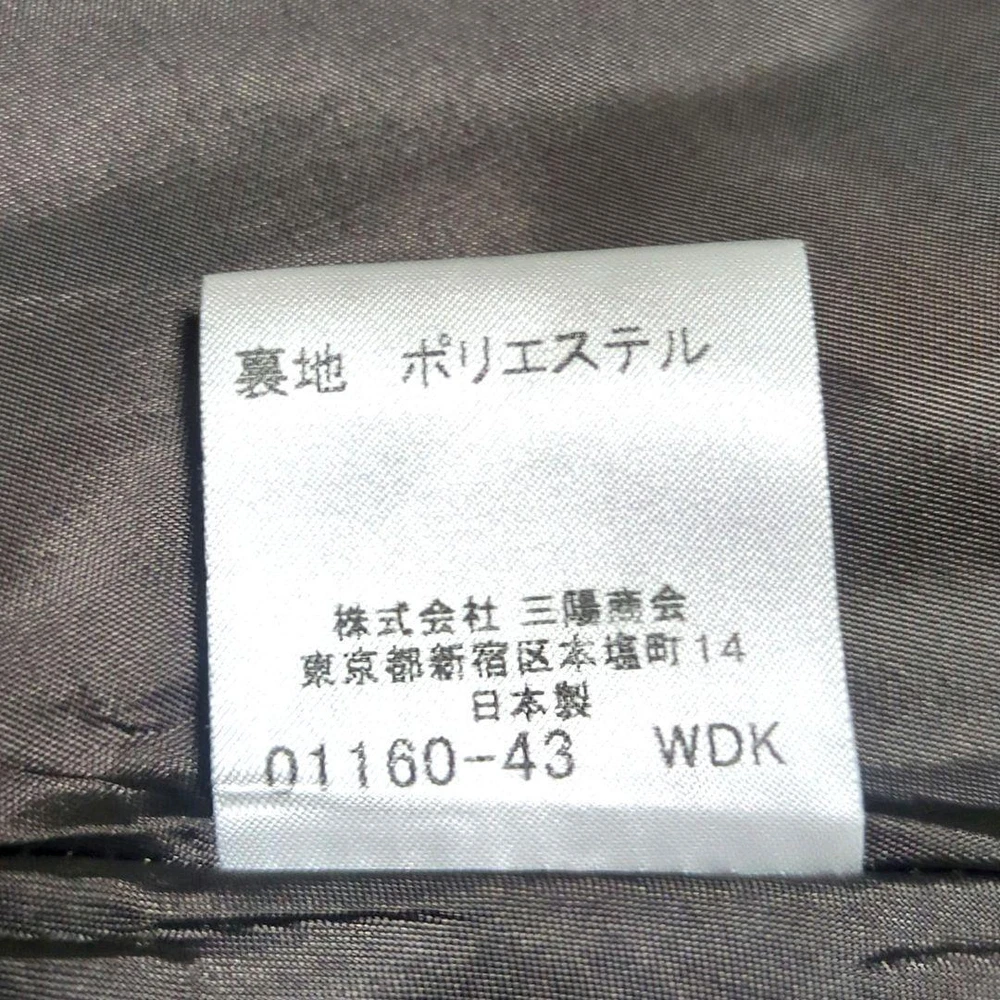 裏地 ポリエステル
株式会社 三陽商会
東京都新宿区本塩町14
日本製
01160-43 WDK